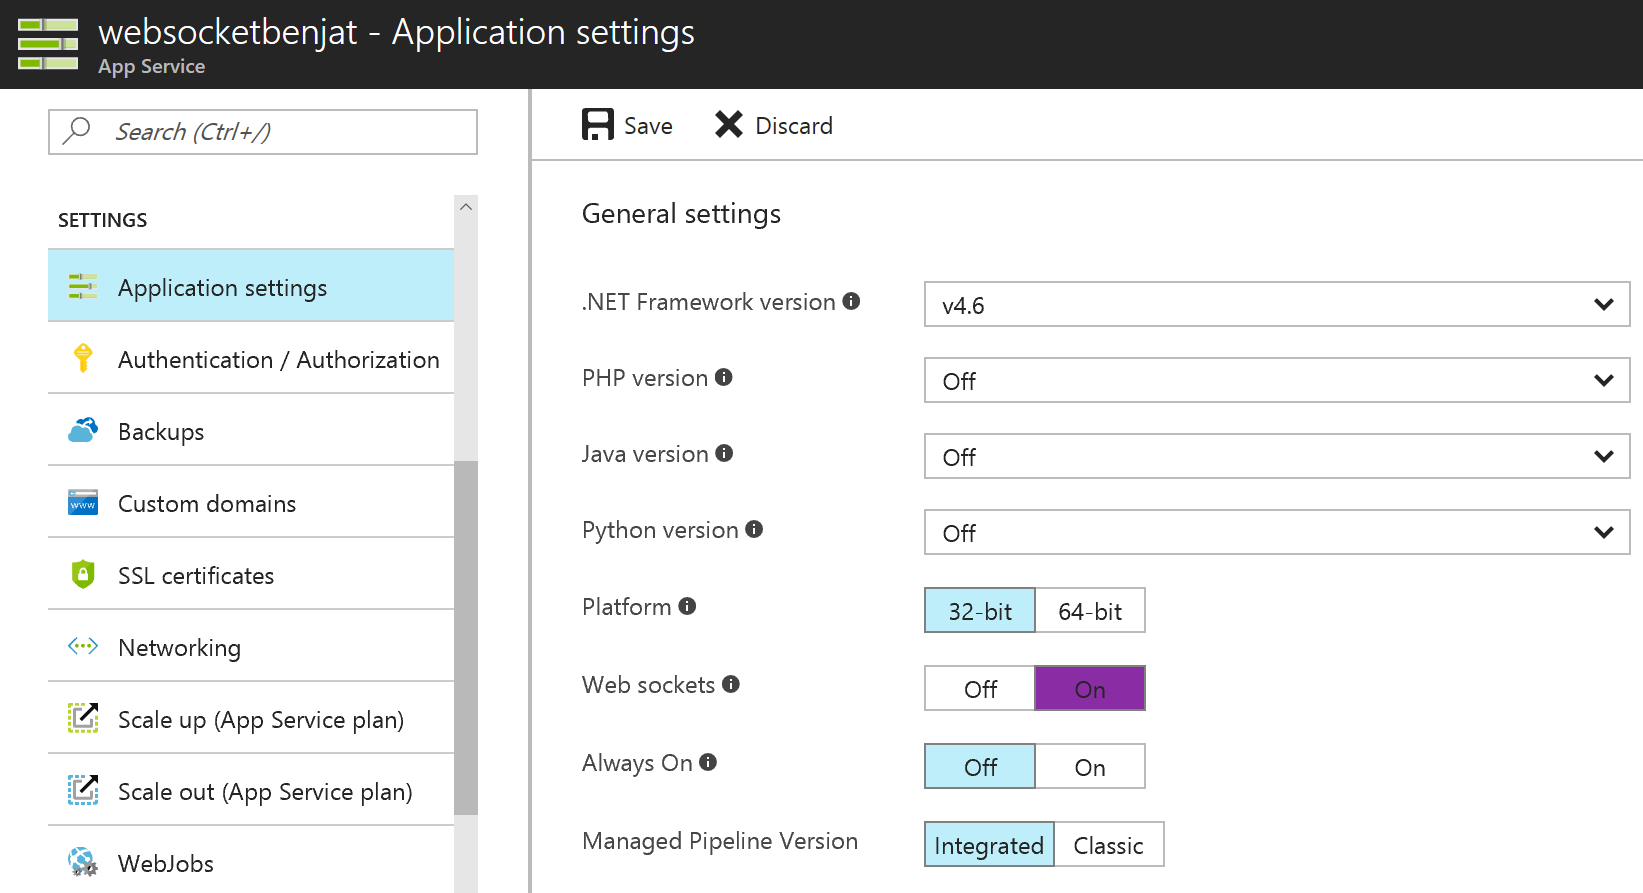 websocketbenjat - Application settings
App Service
Search (Ctrl+/)
SETTINGS
Application settings
Authentication / Authorization
Backups
www
Custom domains
SSL certificates
Networking
Scale up (App Service plan)
Scale out (App Service plan)
WebJobs
Save
Discard
General settings
.NET Framework version
v4.6
PHP version
Off
Java version
Off
Python version
Off
Platform
32-bit 64-bit
Web sockets
Off On
Always On
Off On
Managed Pipeline Version
Integrated Classic